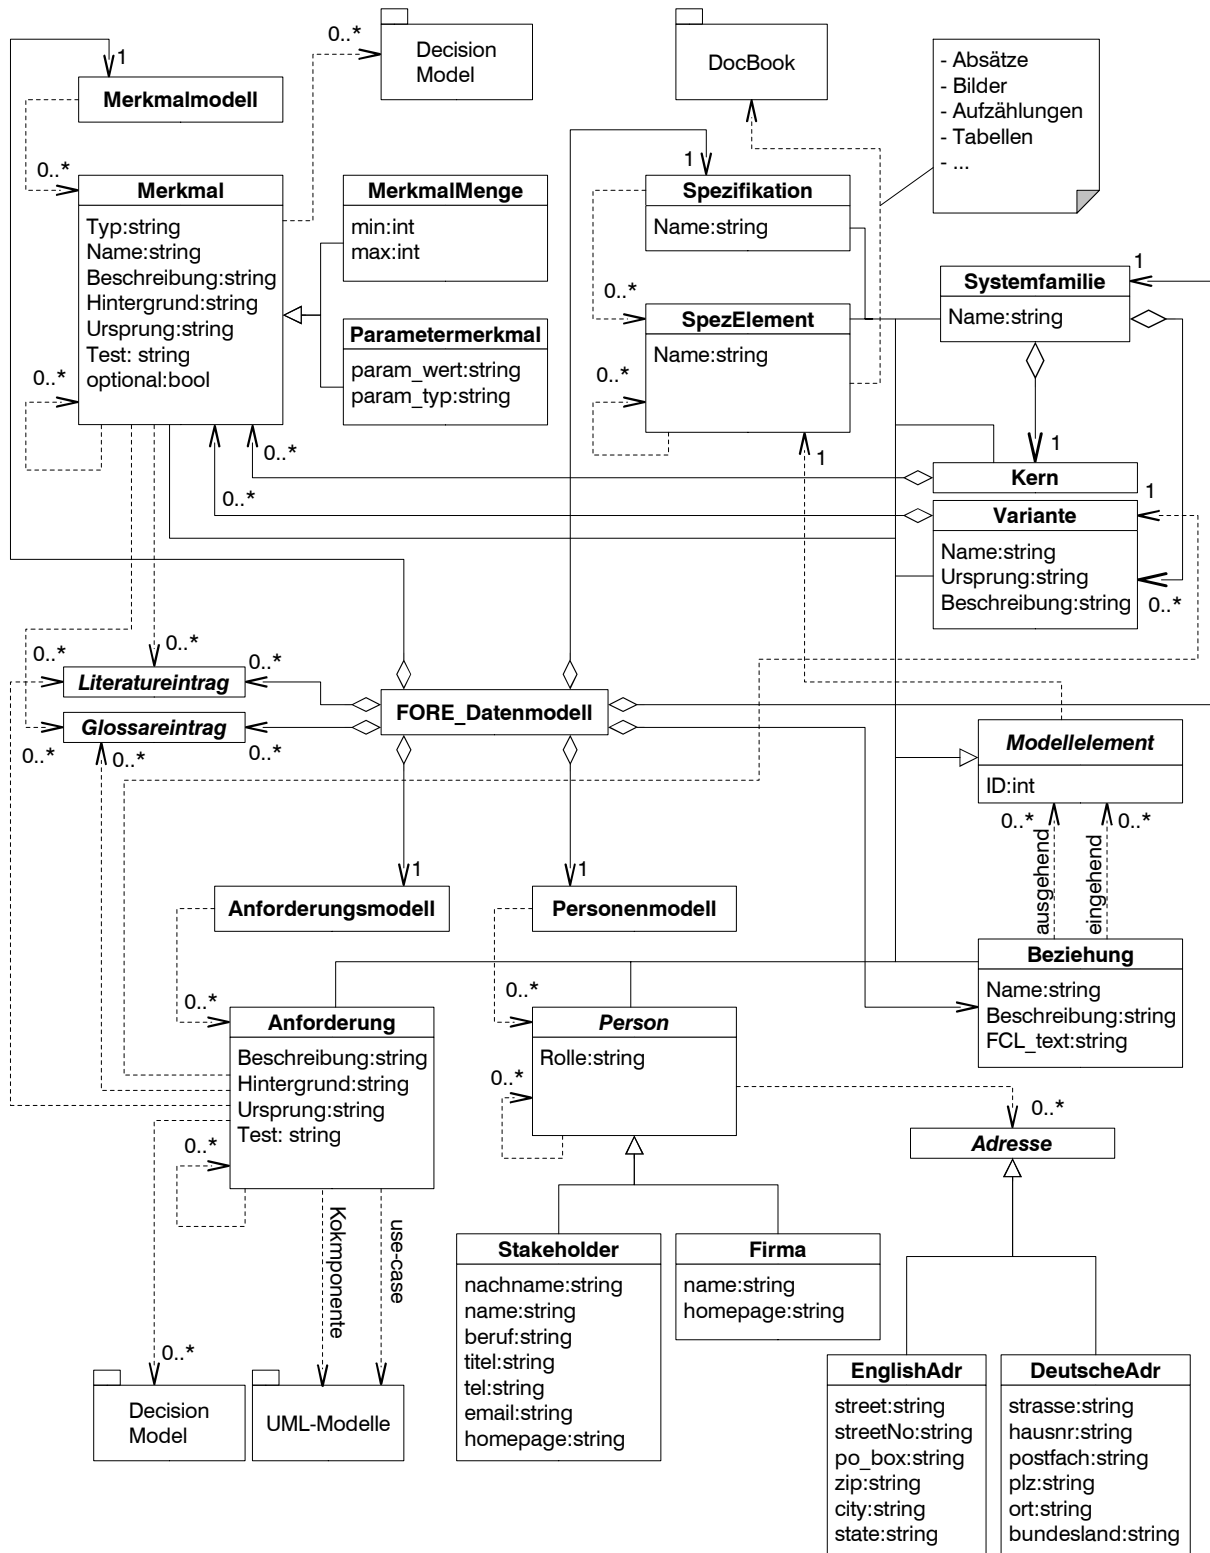 0..*
Decision
Model
DocBook
- Absätze
- Bilder
- Aufzählungen
- Tabellen
- ...
1
Merkmalmodell
0..*
Merkmal
Typ:string
Name:string
Beschreibung:string
Hintergrund:string
Ursprung:string
Test: string
optional:bool
0..*
MerkmalMenge
min:int
max:int
Parametermerkmal
param_wert:string
param_typ:string
1
Spezifikation
Name:string
0..*
SpezElement
Name:string
0..*
1
1
Systemfamilie
Name:string
1
Kern
0..*
0..*
1
Variante
Name:string
Ursprung:string
Beschreibung:string
0..*
0..*
0..*
0..*
Literatureintrag
Glossareintrag
0..*
0..*
0..*
FORE_Datenmodell
Modellelement
ID:int
0..*
0..*
ausgehend
eingehend
1
1
Anforderungsmodell
Personenmodell
Beziehung
Name:string
Beschreibung:string
FCL_text:string
0..*
Anforderung
Beschreibung:string
Hintergrund:string
Ursprung:string
Test: string
0..*
0..*
Person
Rolle:string
0..*
0..*
Adresse
Kokmponente
use-case
Stakeholder
nachname:string
name:string
beruf:string
titel:string
tel:string
email:string
homepage:string
Firma
name:string
homepage:string
0..*
Decision
Model
UML-Modelle
EnglishAdr
street:string
streetNo:string
po_box:string
zip:string
city:string
state:string
DeutscheAdr
strasse:string
hausnr:string
postfach:string
plz:string
ort:string
bundesland:string